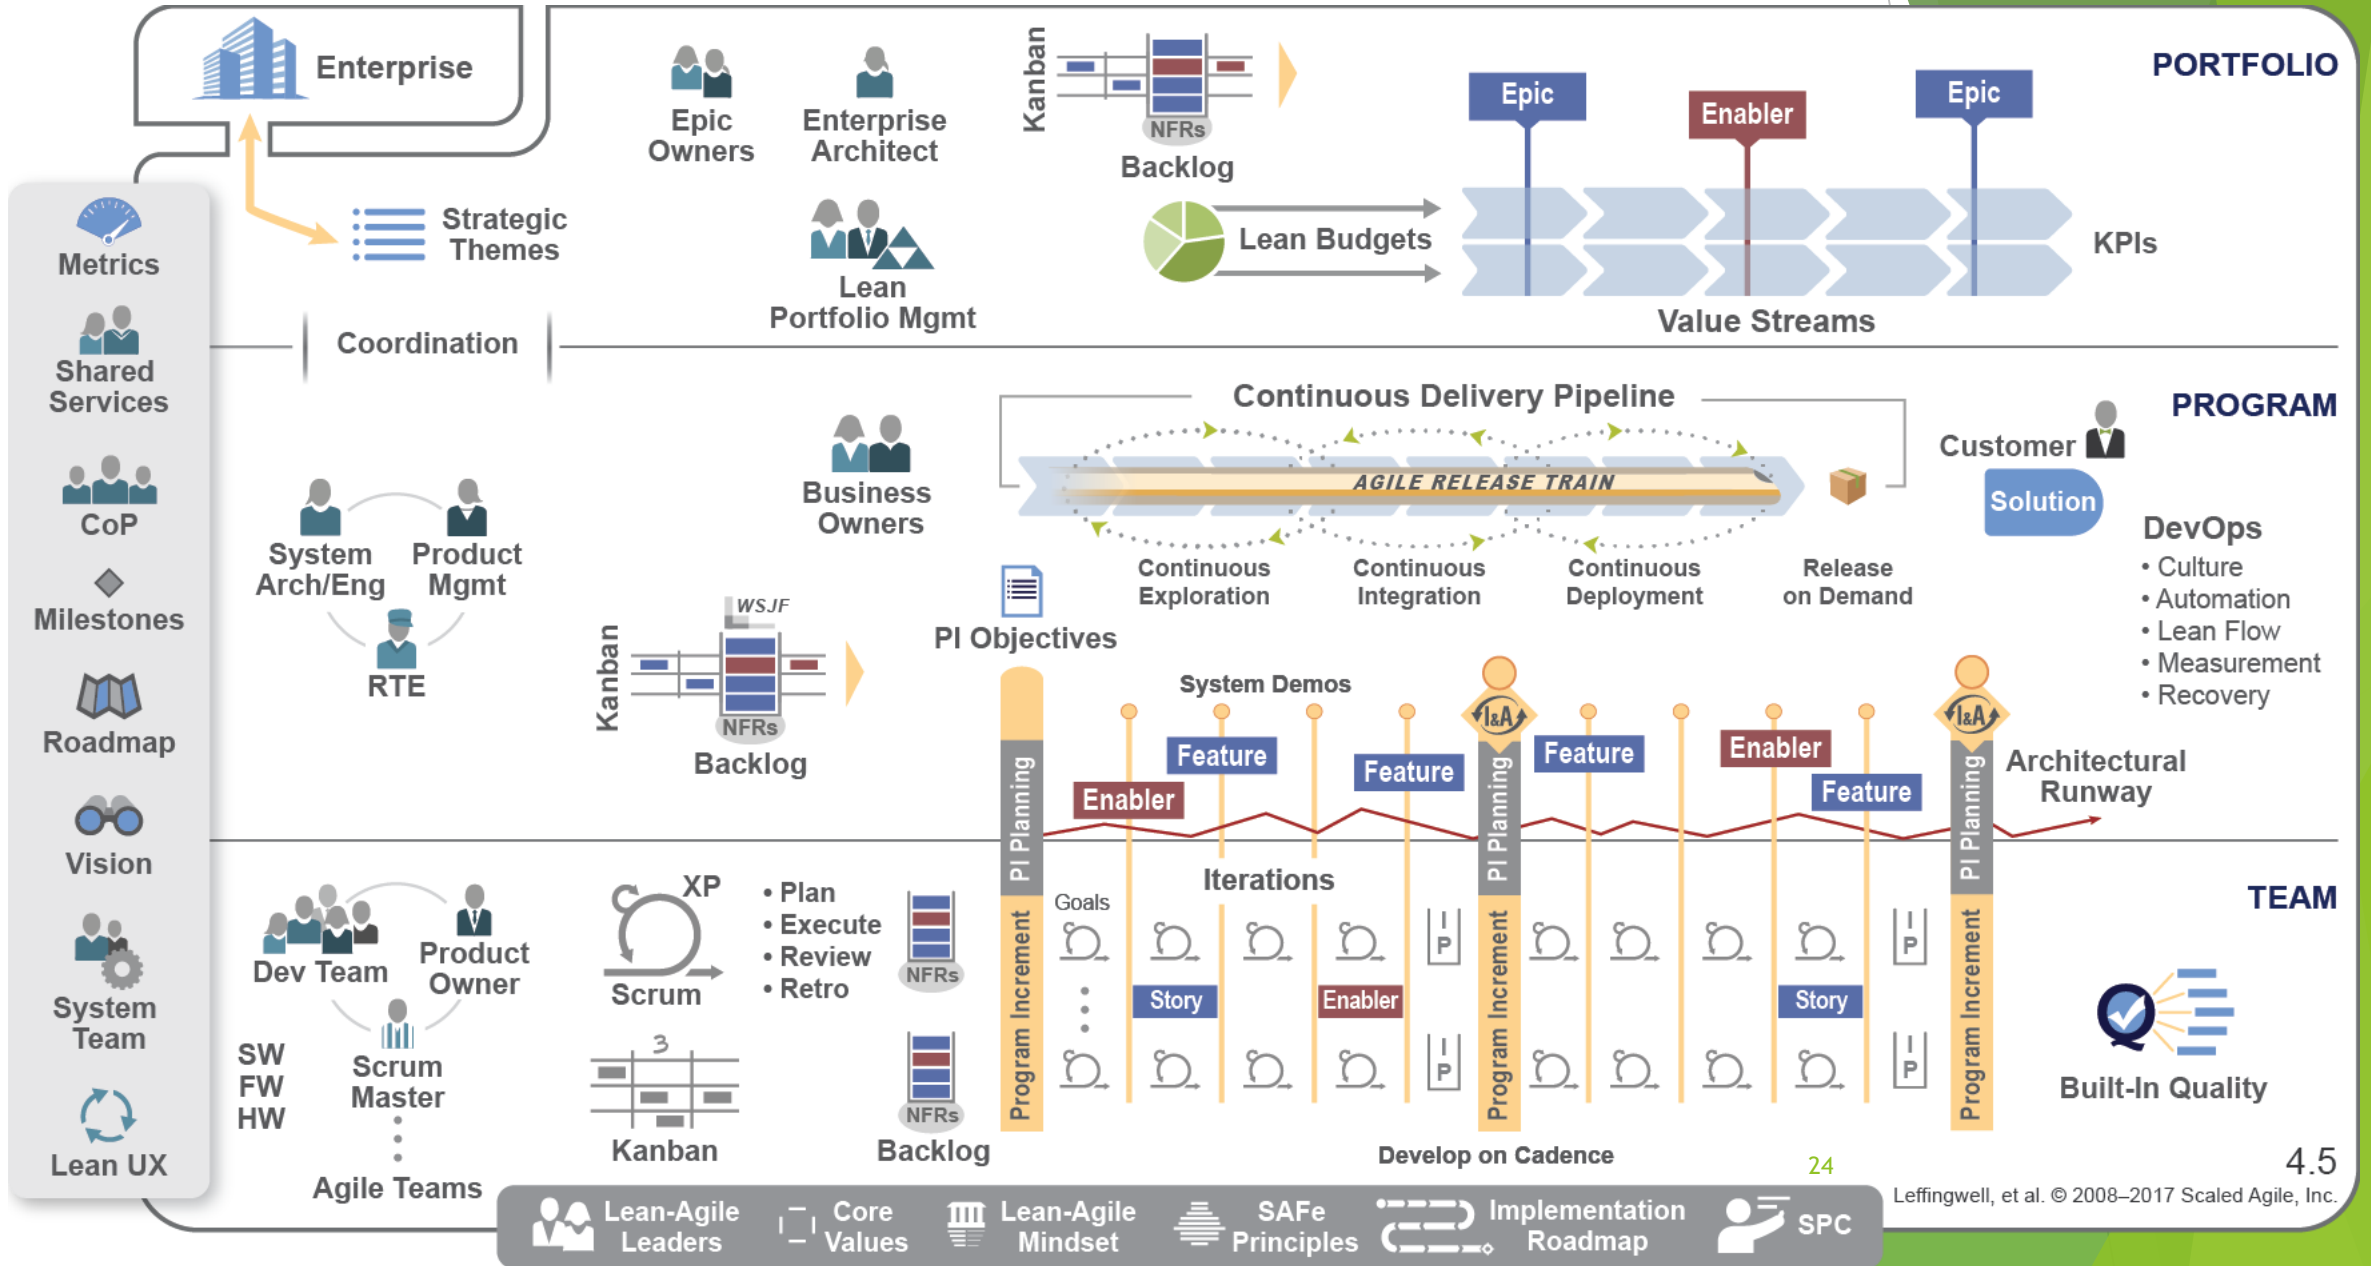 Enterprise
Strategic
Themes
Epic
Owners
Enterprise
Architect
Lean
Portfolio Mgmt
Kanban
NFRs
Backlog
Lean Budgets
Epic
Enabler
Epic
KPIs
Value Streams
PORTFOLIO
Metrics
Shared
Services
CoP
Milestones
Roadmap
Vision
System
Team
Lean UX
Coordination
System
Arch/Eng
Product
Mgmt
RTE
Business
Owners
Kanban
WSJF
NFRs
Backlog
Continuous Delivery Pipeline
AGILE RELEASE TRAIN
Continuous
Exploration
Continuous
Integration
Continuous
Deployment
Release
on Demand
Customer
Solution
PROGRAM
DevOps
• Culture
• Automation
• Lean Flow
• Measurement
• Recovery
PI Objectives
System Demos
I&A
I&A
PI Planning
PI Planning
PI Planning
Enabler
Feature
Feature
Feature
Enabler
Feature
Architectural
Runway
TEAM
Dev Team
Product
Owner
Scrum
Master
SW
FW
HW
Agile Teams
XP
Scrum
• Plan
• Execute
• Review
• Retro
3
Kanban
NFRs
NFRs
Backlog
Program Increment
Program Increment
Program Increment
Goals
Iterations
I
P
I
P
Story
Enabler
Story
I
P
I
P
Develop on Cadence
Built-In Quality
24
4.5
Leffingwell, et al. © 2008–2017 Scaled Agile, Inc.
Lean-Agile
Leaders
Core
Values
Lean-Agile
Mindset
SAFe
Principles
Implementation
Roadmap
SPC